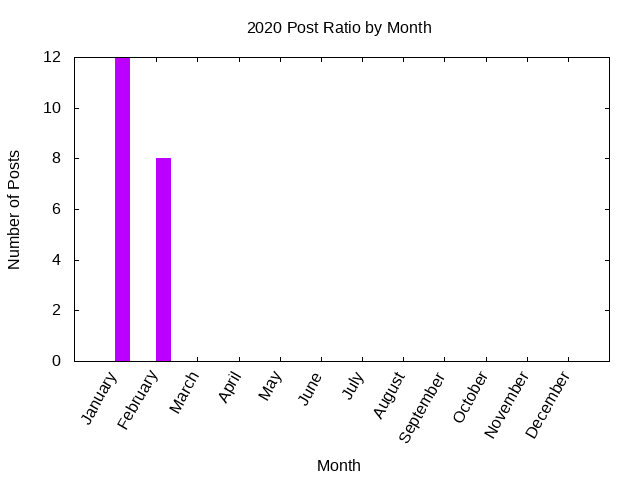 2020 Post Ratio by Month
12
10
8
6
4
2
0
Number of Posts
January
February
March
April
May
June
July
August
September
October
November
December
Month